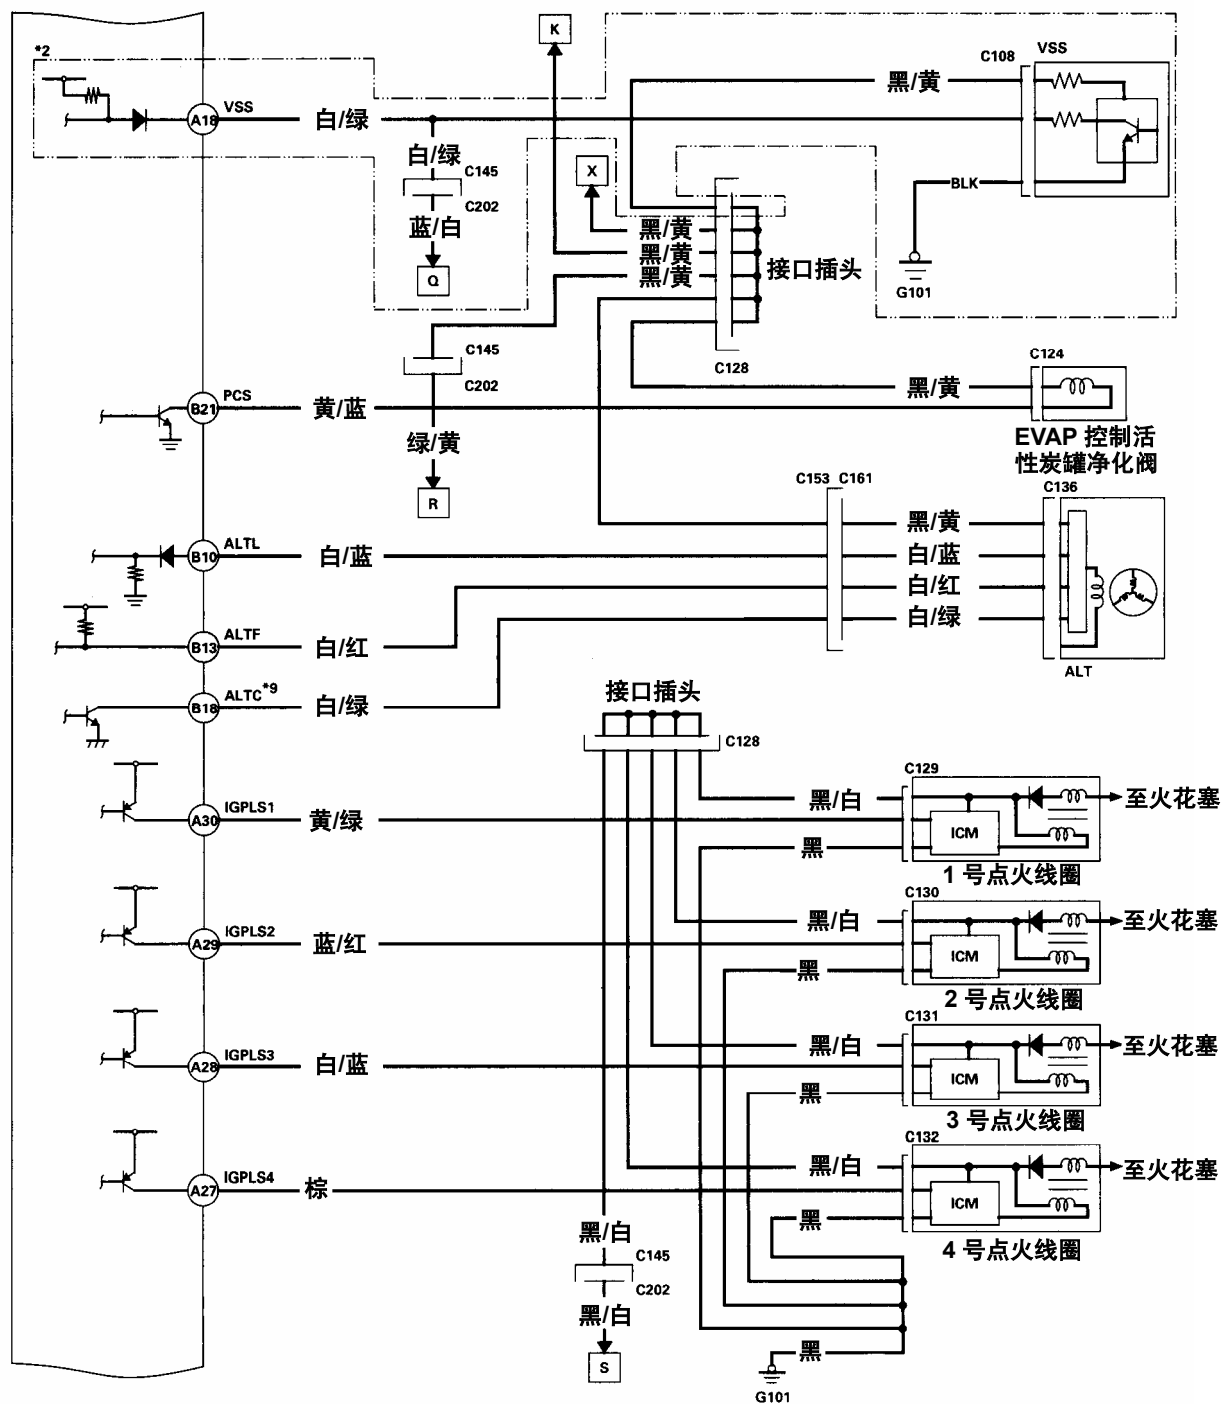 K
*2
VSS
A18
白/绿
黑/黄
C108
VSS
白/绿
C145
C202
蓝/白
Q
X
黑/黄
黑/黄
黑/黄
接口插头
BLK
G101
C128
C145
C202
绿/黄
R
PCS
B21
黄/蓝
黑/黄
C124
EVAP 控制活
性炭罐净化阀
C153 C161
C136
ALTL
B10
白/蓝
黑/黄
白/蓝
白/红
白/绿
ALT
ALTF
B13
白/红
ALTC*9
B18
白/绿
接口插头
C128
IGPLS1
A30
黄/绿
黑/白
黑
C129
ICM
至火花塞
1 号点火线圈
IGPLS2
A29
蓝/红
黑/白
黑
C130
ICM
至火花塞
2 号点火线圈
IGPLS3
A28
白/蓝
黑/白
黑
C131
ICM
至火花塞
3 号点火线圈
IGPLS4
A27
棕
黑/白
黑
C132
ICM
至火花塞
4 号点火线圈
黑/白
C145
C202
黑/白
S
黑
G101